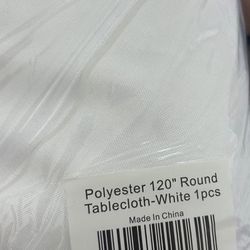 Polyester 120" Round
Tablecloth-White 1pcs
Made In China